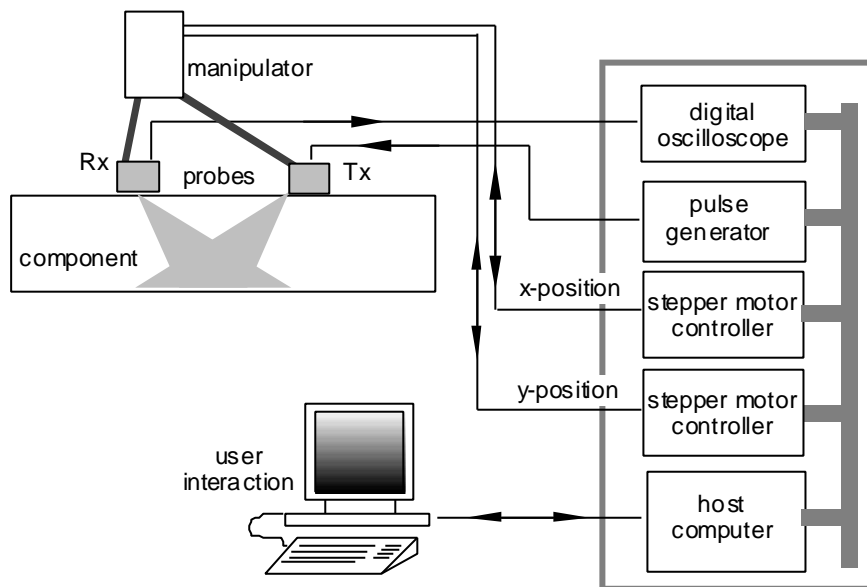 manipulator
Rx
probes
Tx
component
digital
oscilloscope
pulse
generator
x-position
stepper motor
controller
y-position
stepper motor
controller
user
interaction
host
computer